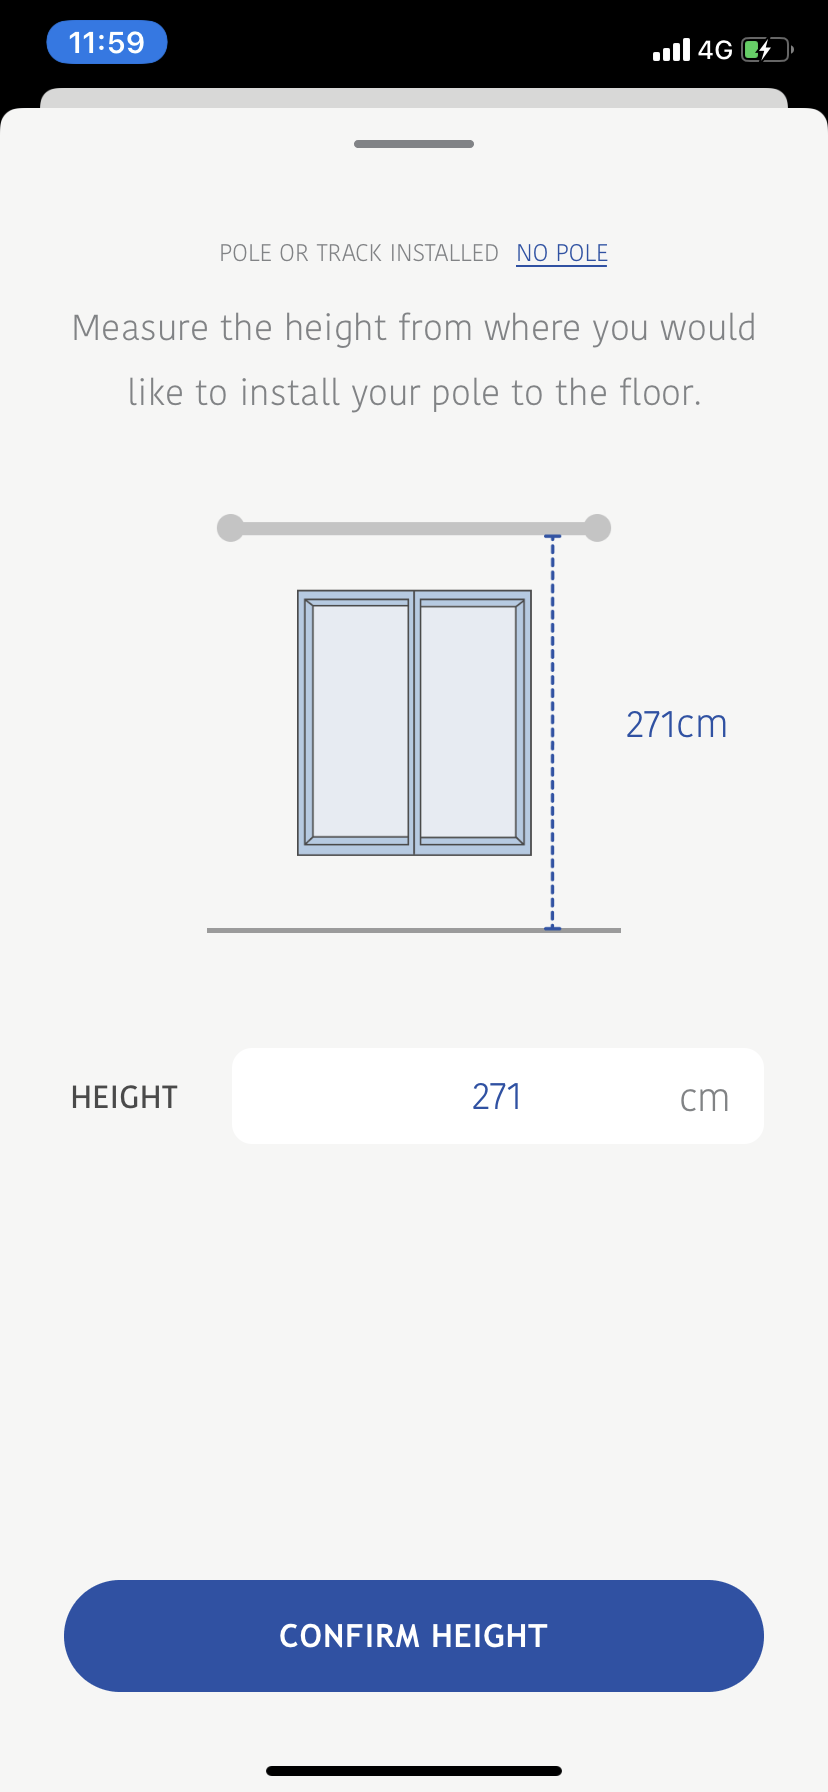 11:59
4G
POLE OR TRACK INSTALLED NO POLE
Measure the height from where you would
like to install your pole to the floor.
271cm
HEIGHT 271 cm
CONFIRM HEIGHT